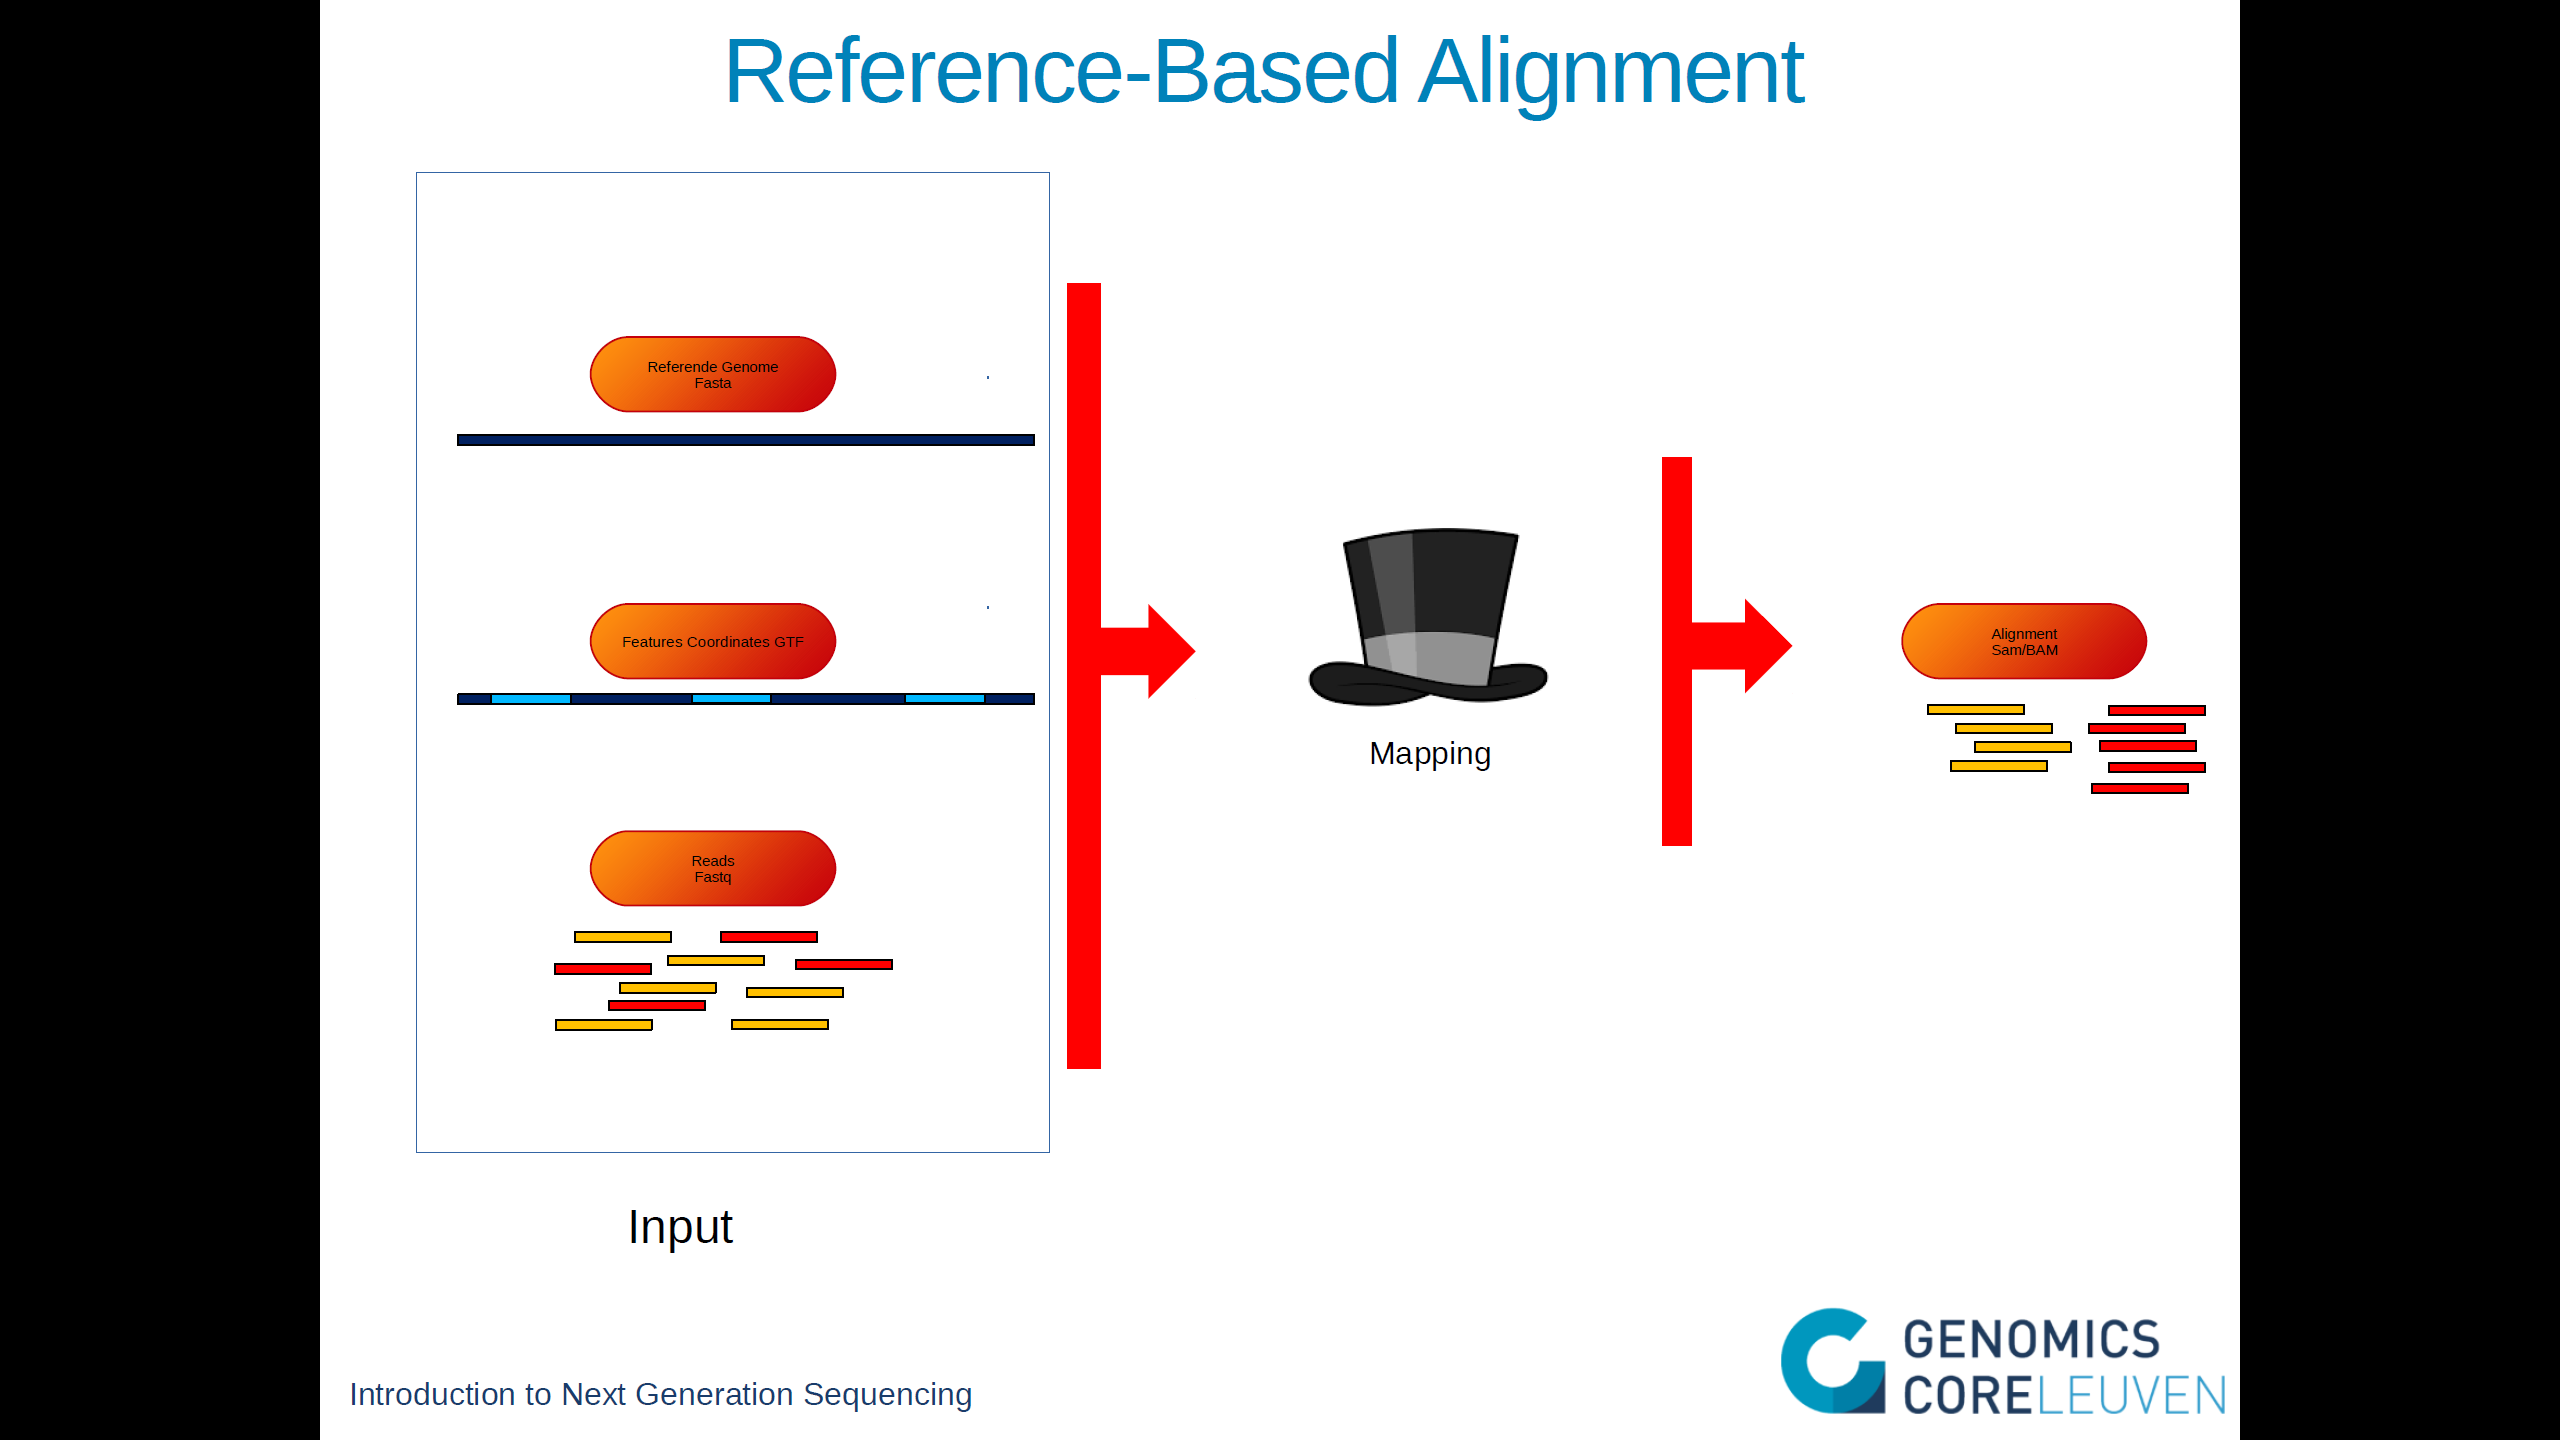 Reference-Based Alignment
Referende Genome
Fasta
Features Coordinates GTF
Reads
Fastq
Input
Mapping
Alignment
Sam/BAM
Introduction to Next Generation Sequencing
GENOMICS
CORELEUVEN